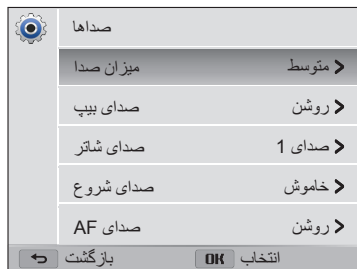 صداها
میزان صدا متوسط
صدای بیپ روشن
صدای شاتر صدای 1
صدای شروع خاموش
صدای AF روشن
بازگشت OK انتخاب